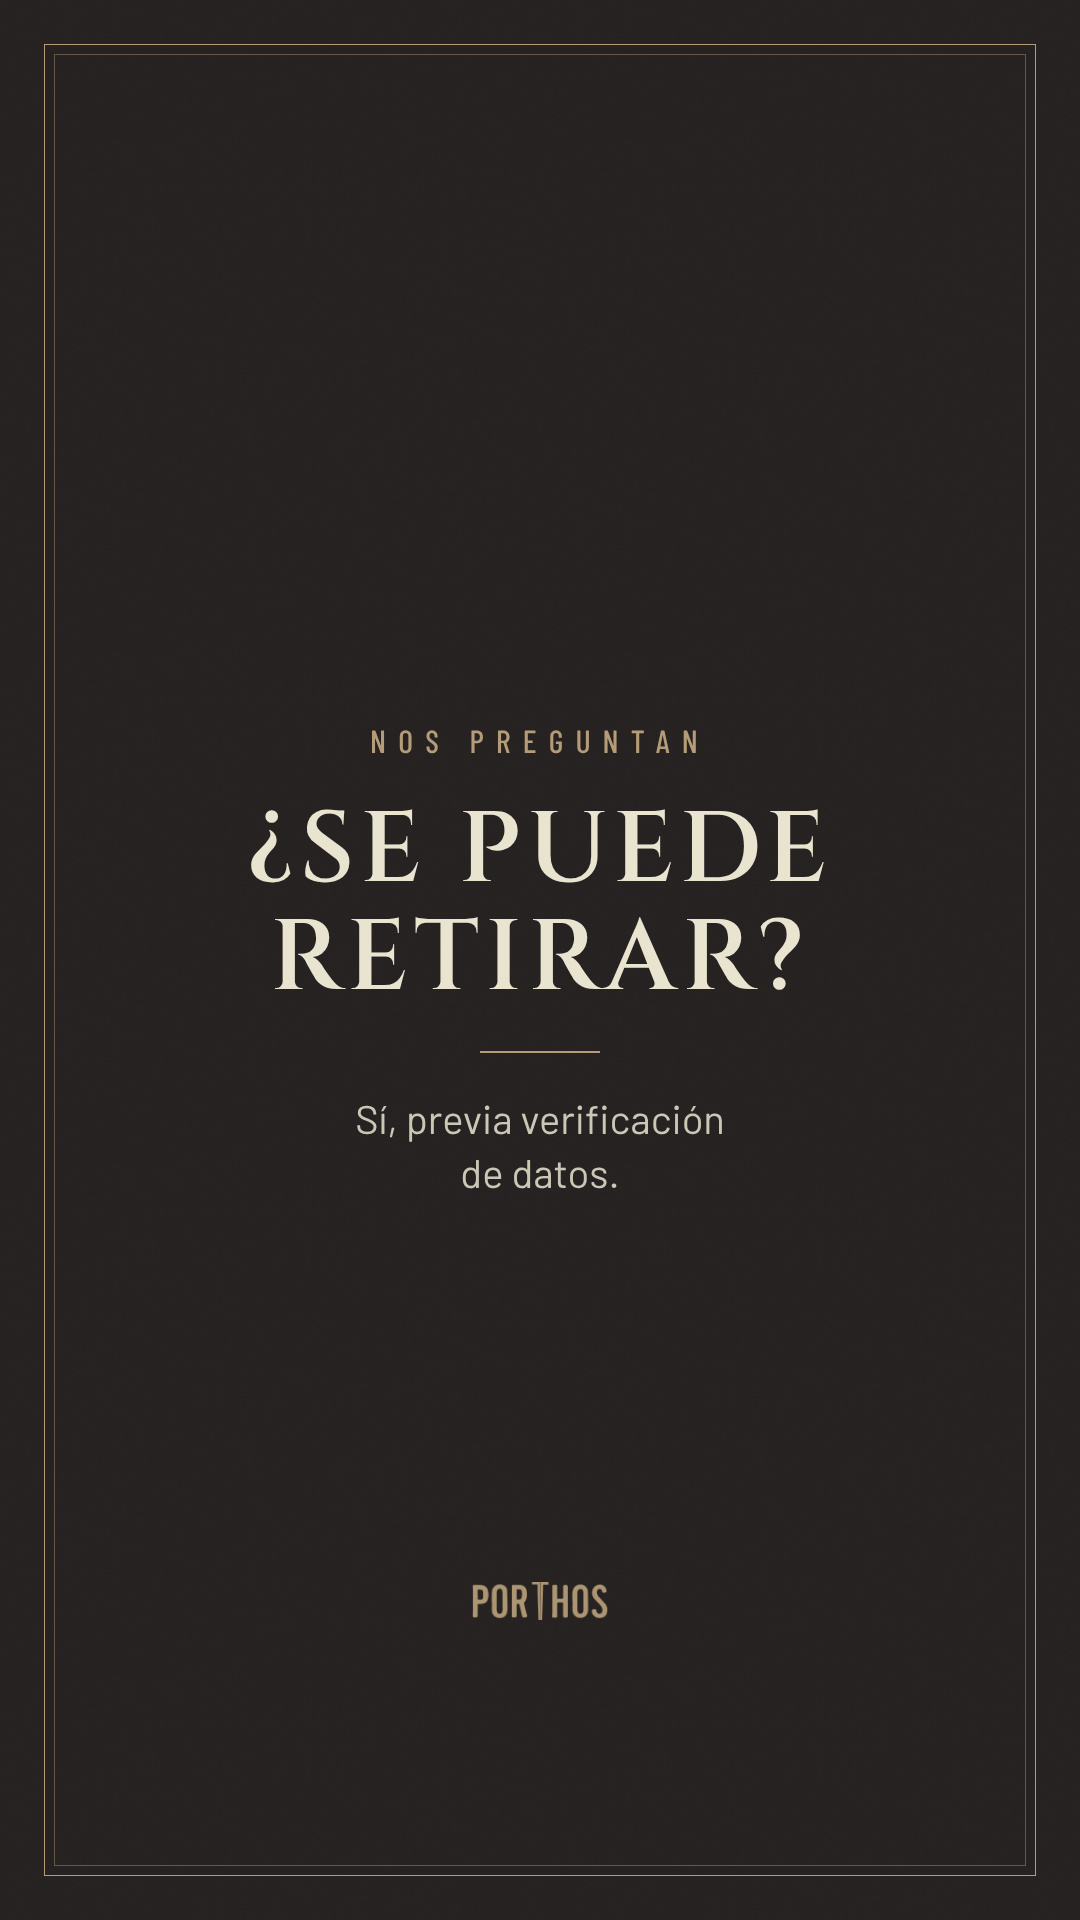 NOS PREGUNTAN
¿SE PUEDE
RETIRAR?
Sí, previa verificación
de datos.
PORTHOS